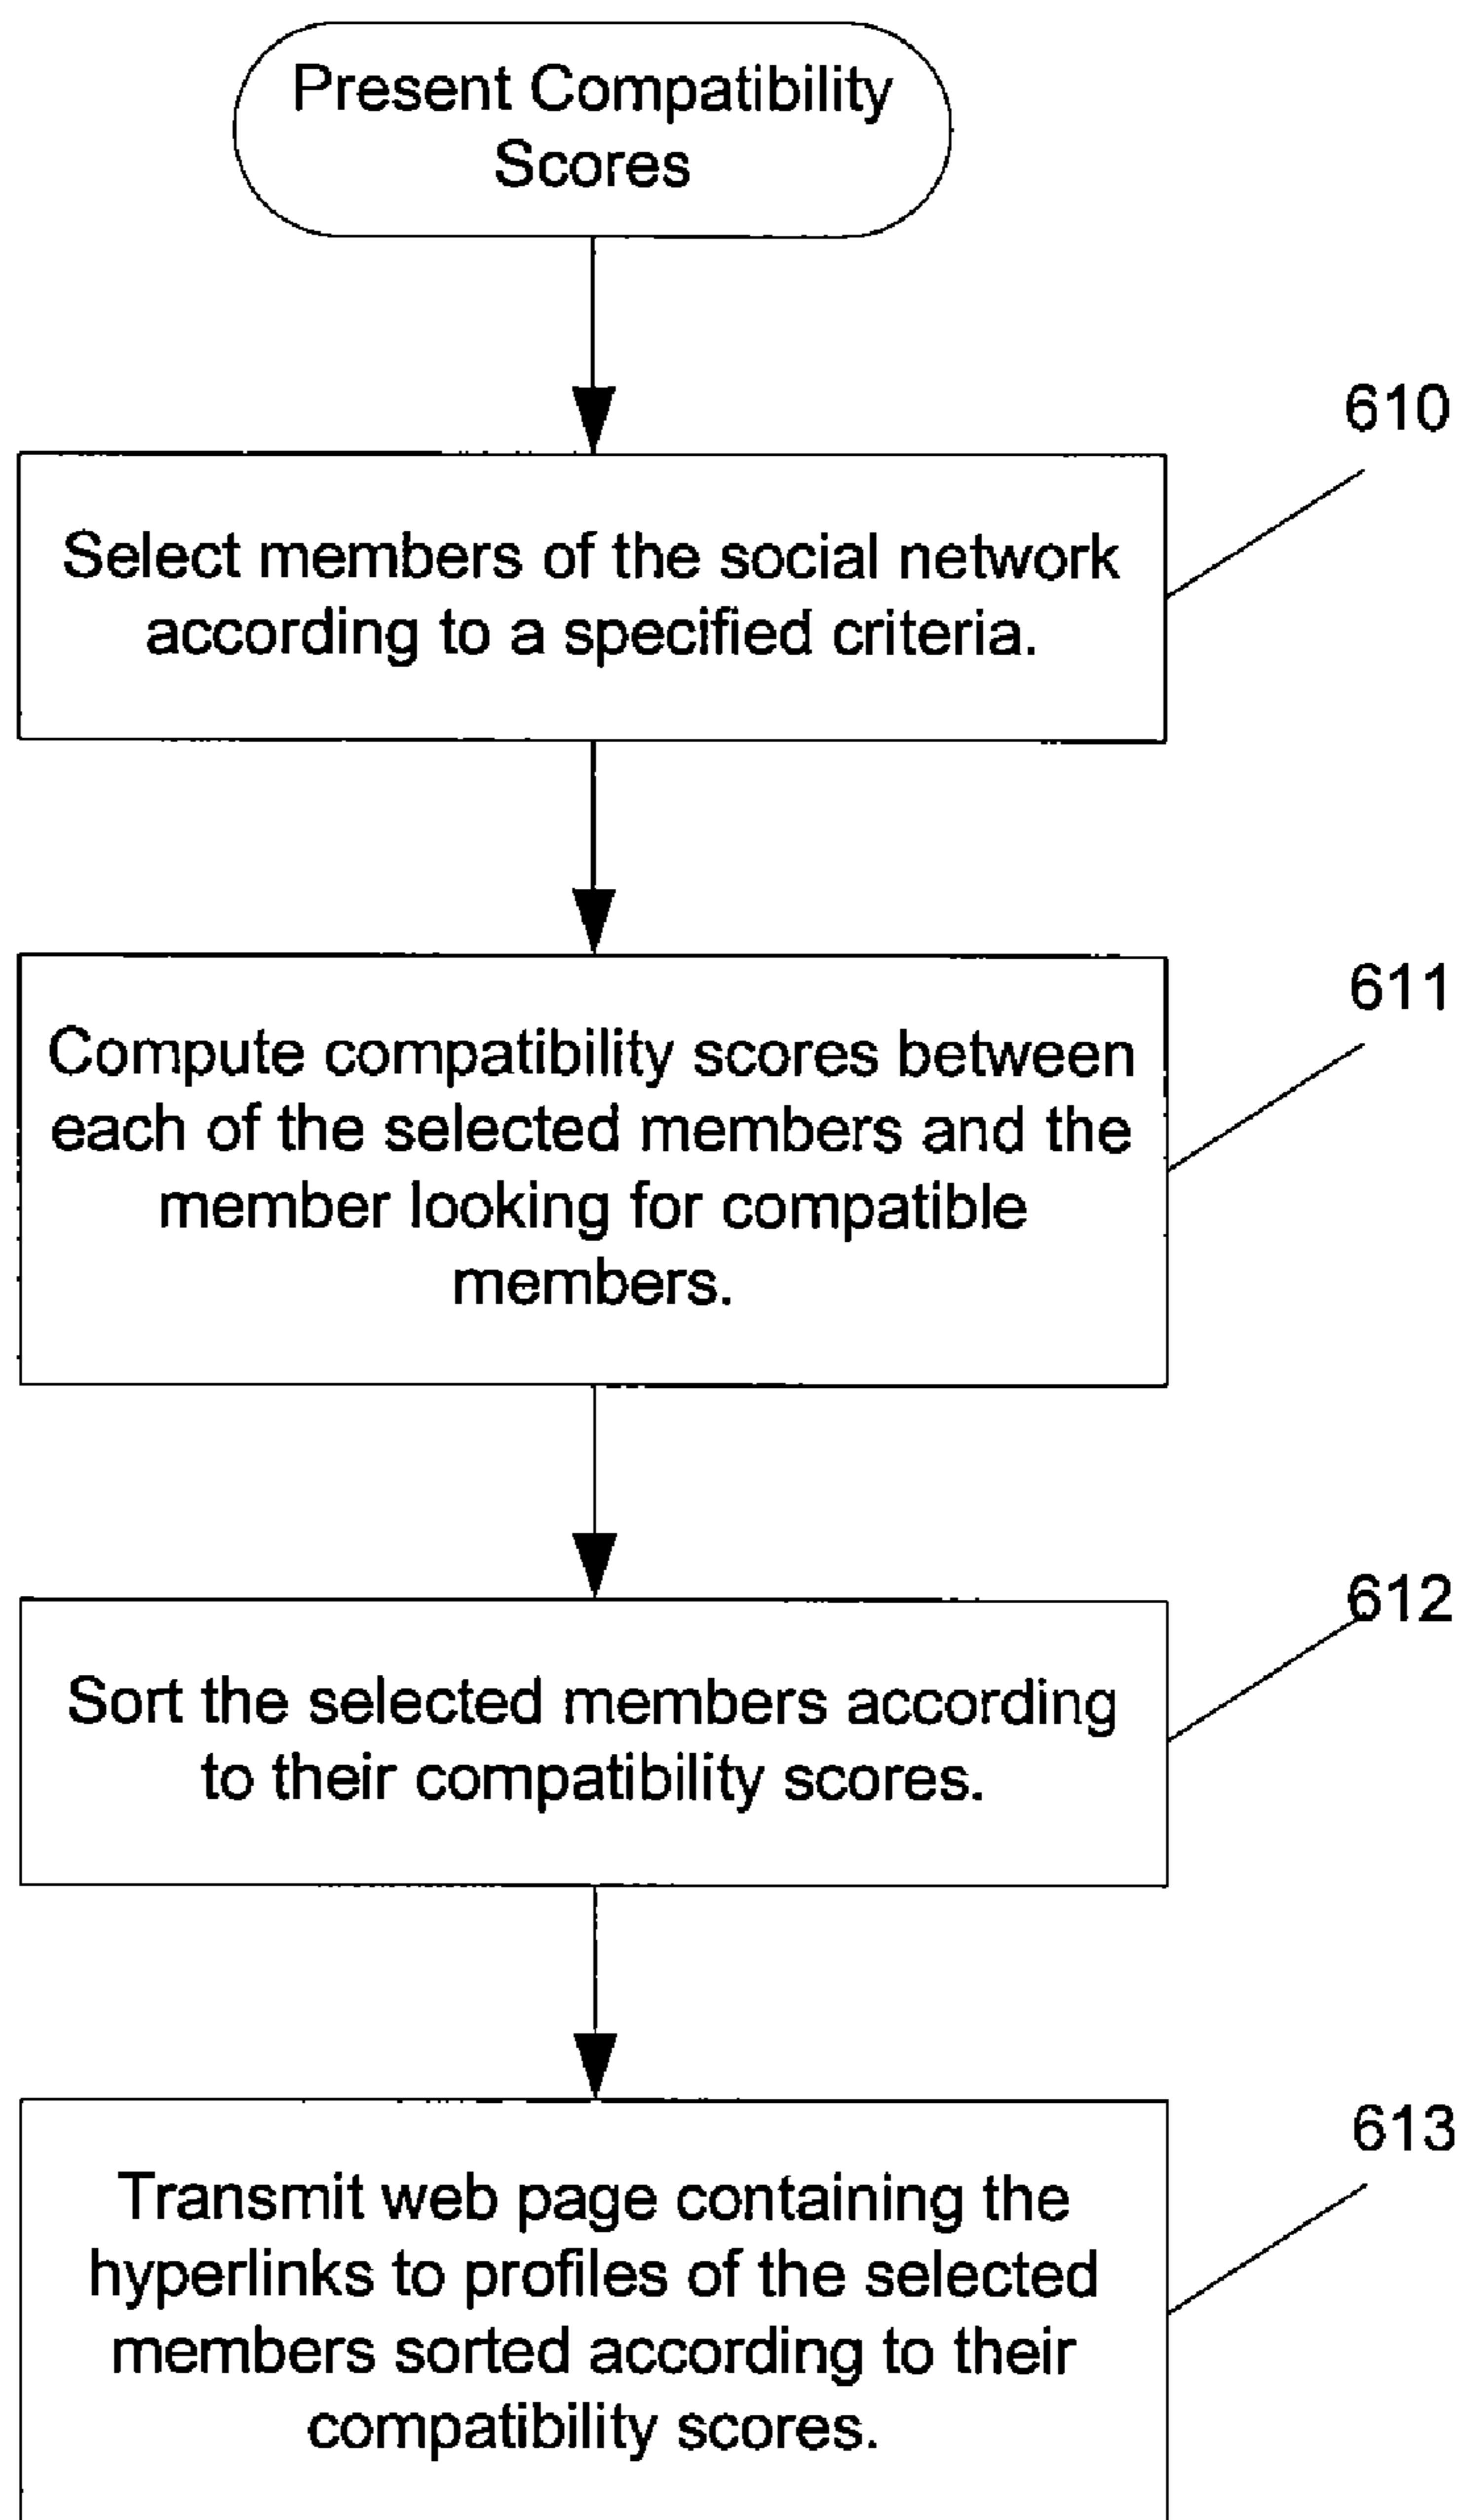 Present Compatibility
Scores
610
Select members of the social network
according to a specified criteria.
611
Compute compatibility scores between
each of the selected members and the
member looking for compatible
members.
612
Sort the selected members according
to their compatibility scores.
613
Transmit web page containing the
hyperlinks to profiles of the selected
members sorted according to their
compatibility scores.